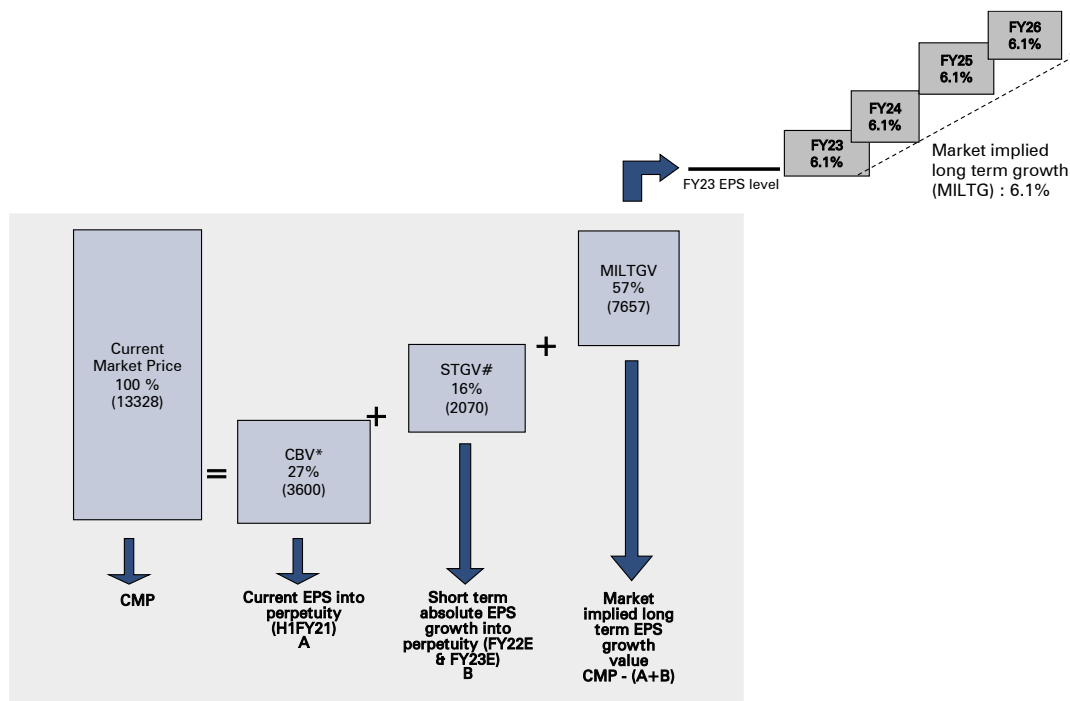 FY26
6.1%
FY25
6.1%
FY24
6.1%
FY23
6.1%
Market implied
long term growth
(MILTG) : 6.1%
FY23 EPS level
Current
Market Price
100 %
(13328)
=
CBV*
27%
(3600)
+
STGV#
16%
(2070)
+
MILTGV
57%
(7657)
CMP
Current EPS into
perpetuity
(H1FY21)
A
Short term
absolute EPS
growth into
perpetuity (FY22E
& FY23E)
B
Market
implied long
term EPS
growth
value
CMP - (A+B)